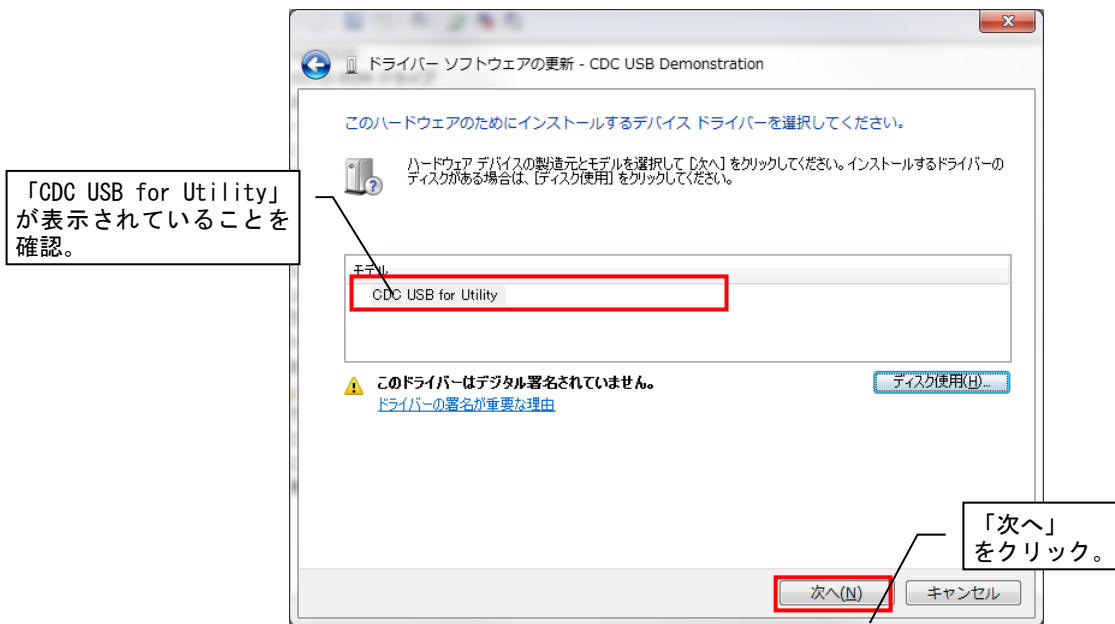 ドライバー ソフトウェアの更新 - CDC USB Demonstration
このハードウェアのためにインストールするデバイス ドライバーを選択してください。
ハードウェア デバイスの製造元とモデルを選択して [次へ] をクリックしてください。インストールするドライバーの
ディスクがある場合は、[ディスク使用] をクリックしてください。
「CDC USB for Utility」
が表示されていることを
確認。
モデル
CDC USB for Utility
このドライバーはデジタル署名されていません。
ディスク使用(H)...
ドライバーの署名が重要な理由
「次へ」
をクリック。
次へ(N)
キャンセル